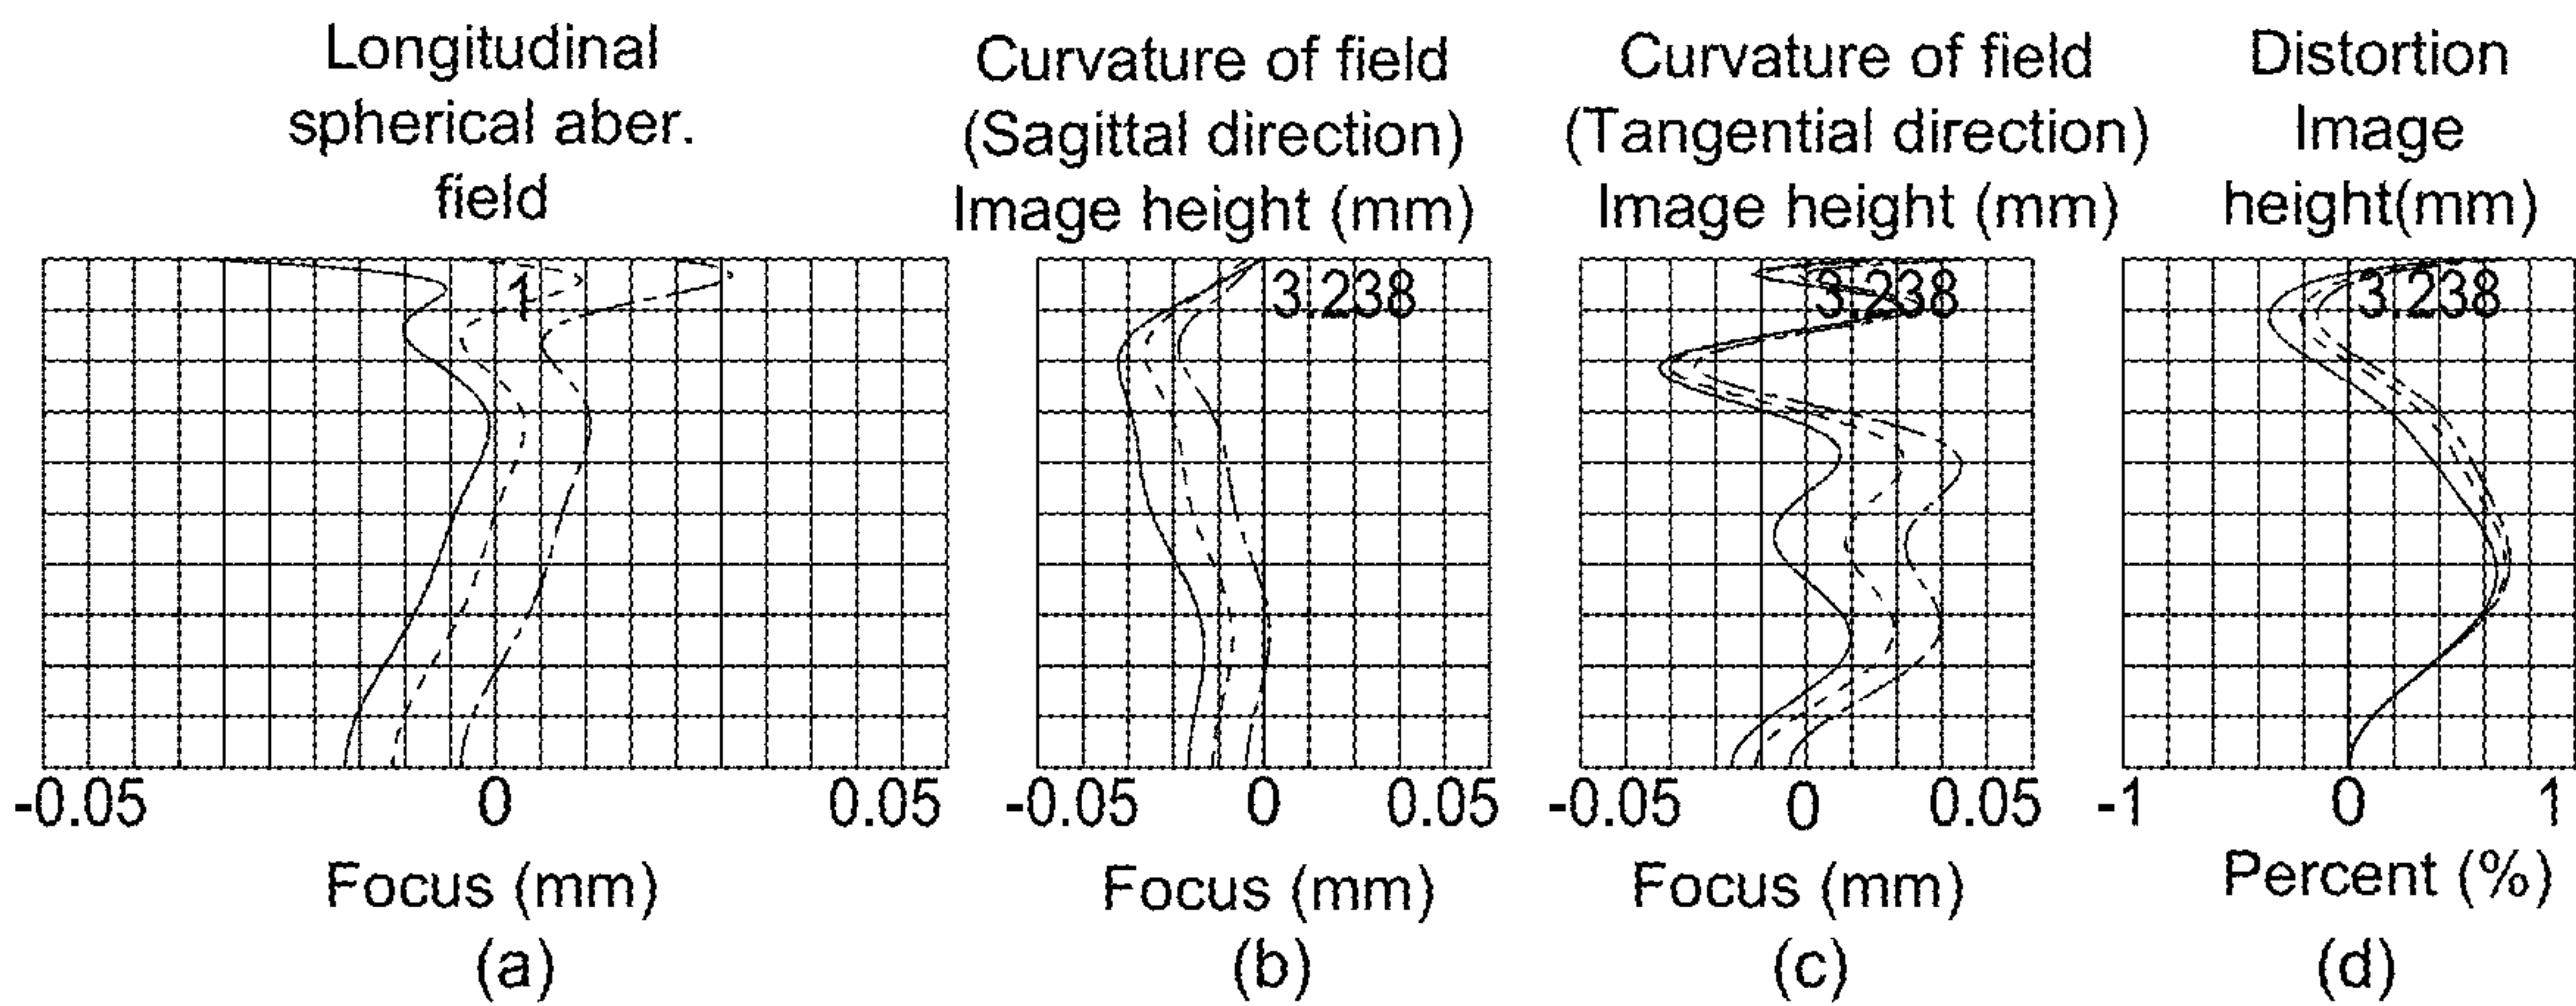 Longitudinal
spherical aber.
field
1
-0.05 0 0.05
Focus (mm)
(a)
Curvature of field
(Sagittal direction)
Image height (mm)
3.238
-0.05 0 0.05
Focus (mm)
(b)
Curvature of field
(Tangential direction)
Image height (mm)
3.238
-0.05 0 0.05
Focus (mm)
(c)
Distortion
Image
height(mm)
3.238
-1 0 1
Percent (%)
(d)